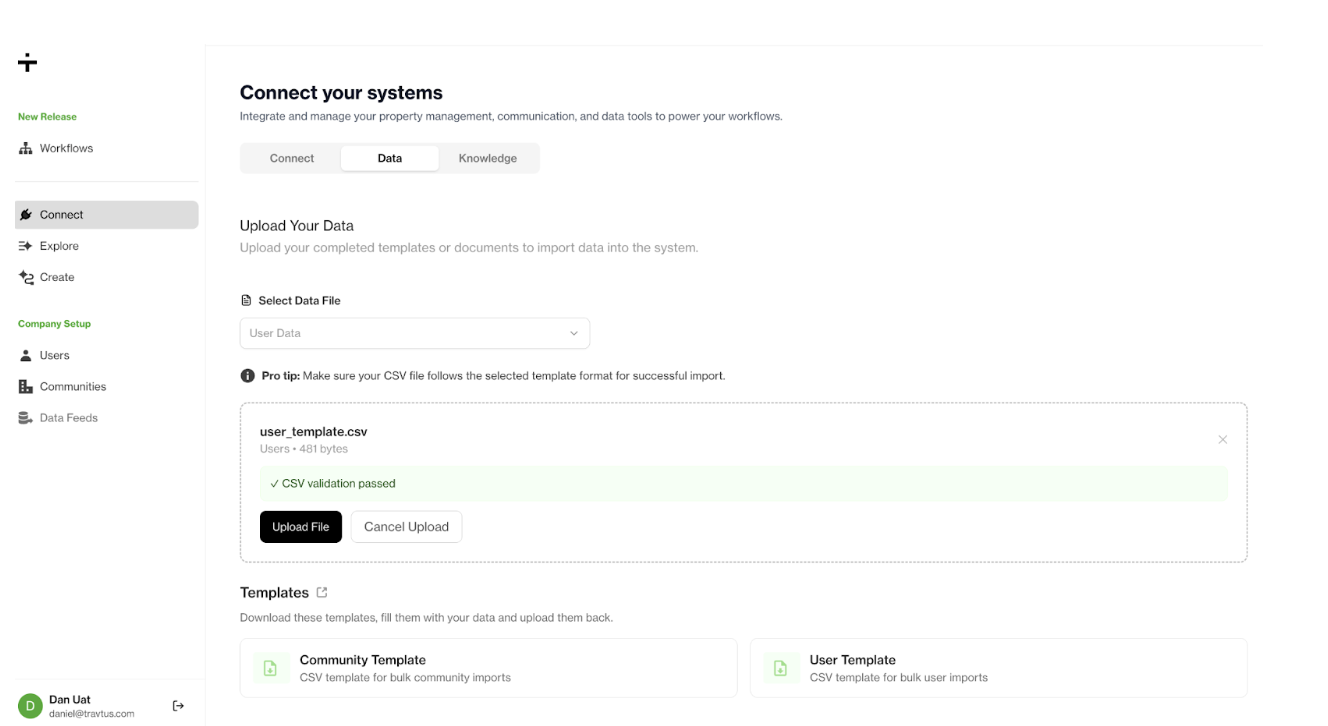 New Release
Workflows
Connect
Explore
Create
Company Setup
Users
Communities
Data Feeds
Dan Uat
D
daniel@travtus.com
Connect your systems
Integrate and manage your property management, communication, and data tools to power your workflows.
Connect Data Knowledge
Upload Your Data
Upload your completed templates or documents to import data into the system.
Select Data File
User Data
Pro tip: Make sure your CSV file follows the selected template format for successful import.
user_template.csv
Users • 481 bytes
✓ CSV validation passed
Upload File Cancel Upload
Templates
Download these templates, fill them with your data and upload them back.
Community Template
CSV template for bulk community imports
User Template
CSV template for bulk user imports